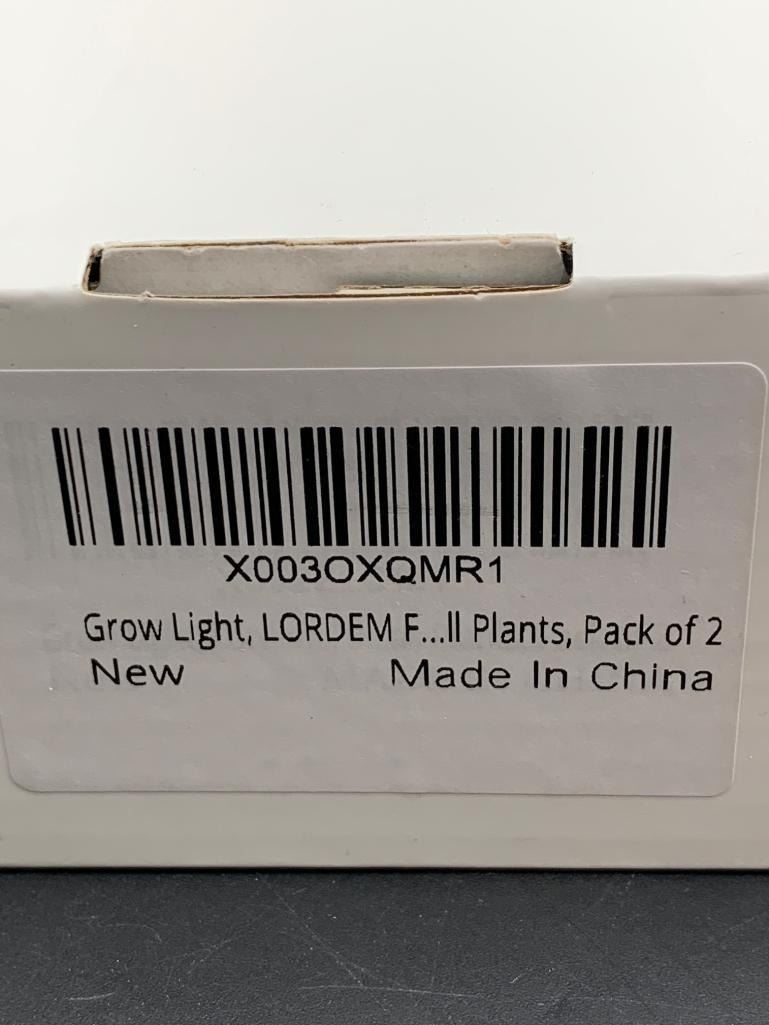 X003OXQMR1
Grow Light, LORDEM F...ll Plants, Pack of 2
New Made In China